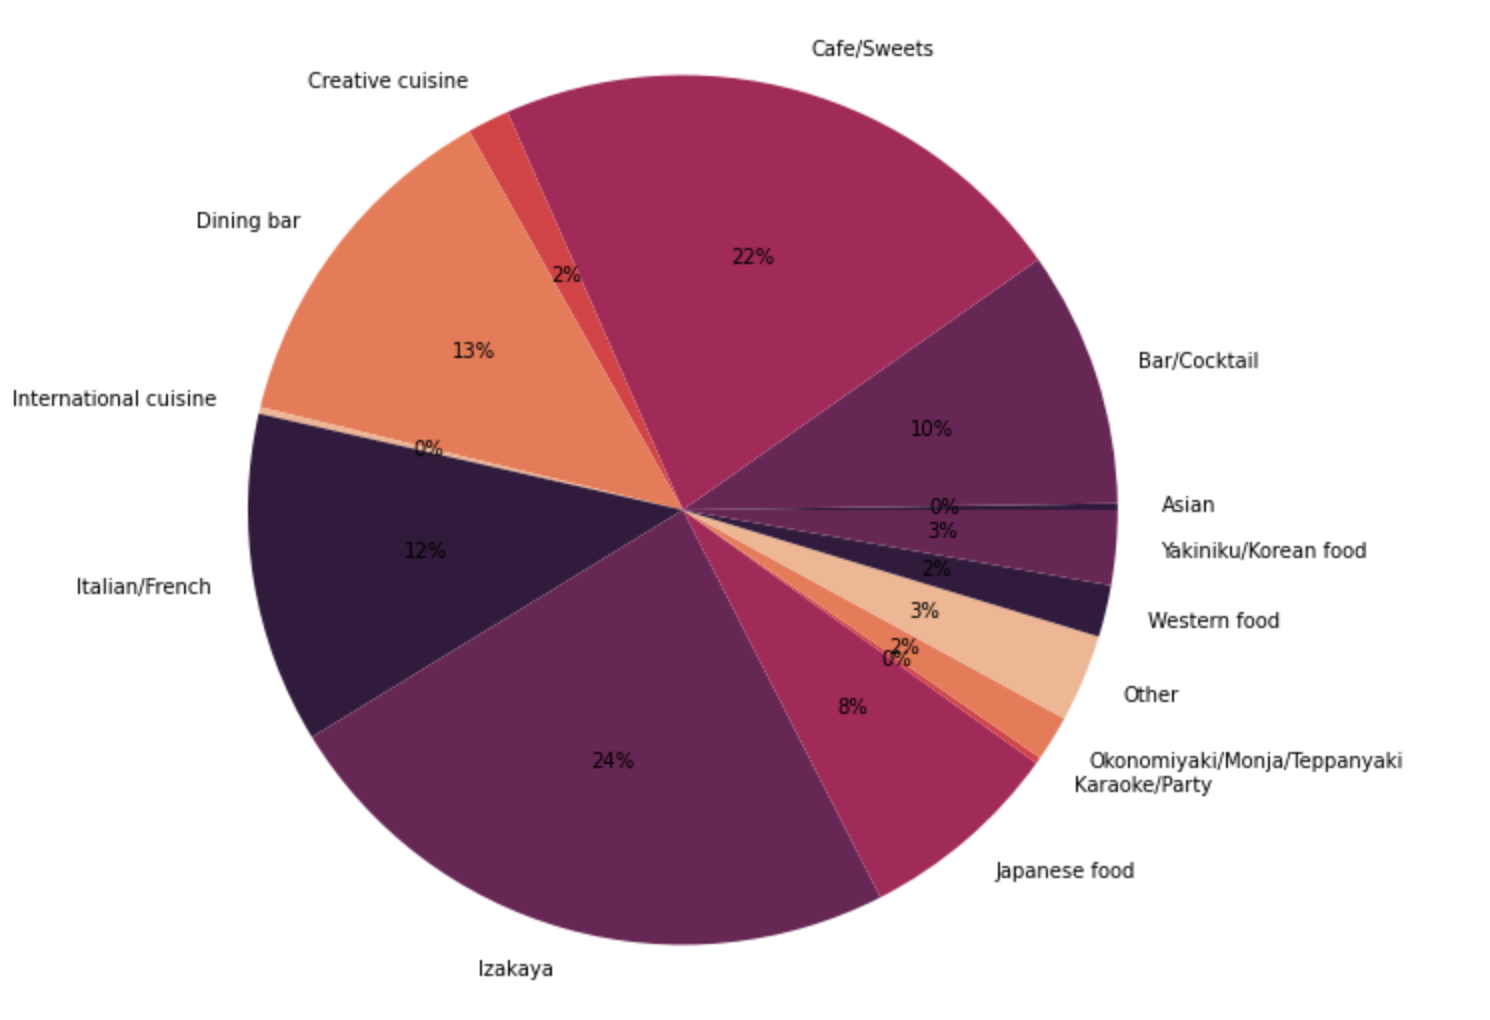 Cafe/Sweets
Creative cuisine
Dining bar
22%
2%
13%
Bar/Cocktail
International cuisine
10%
0%
Asian
0%
3%
Yakiniku/Korean food
12%
2%
Italian/French
3%
Western food
2%
0%
Other
8%
24%
Okonomiyaki/Monja/Teppanyaki
Karaoke/Party
Japanese food
Izakaya